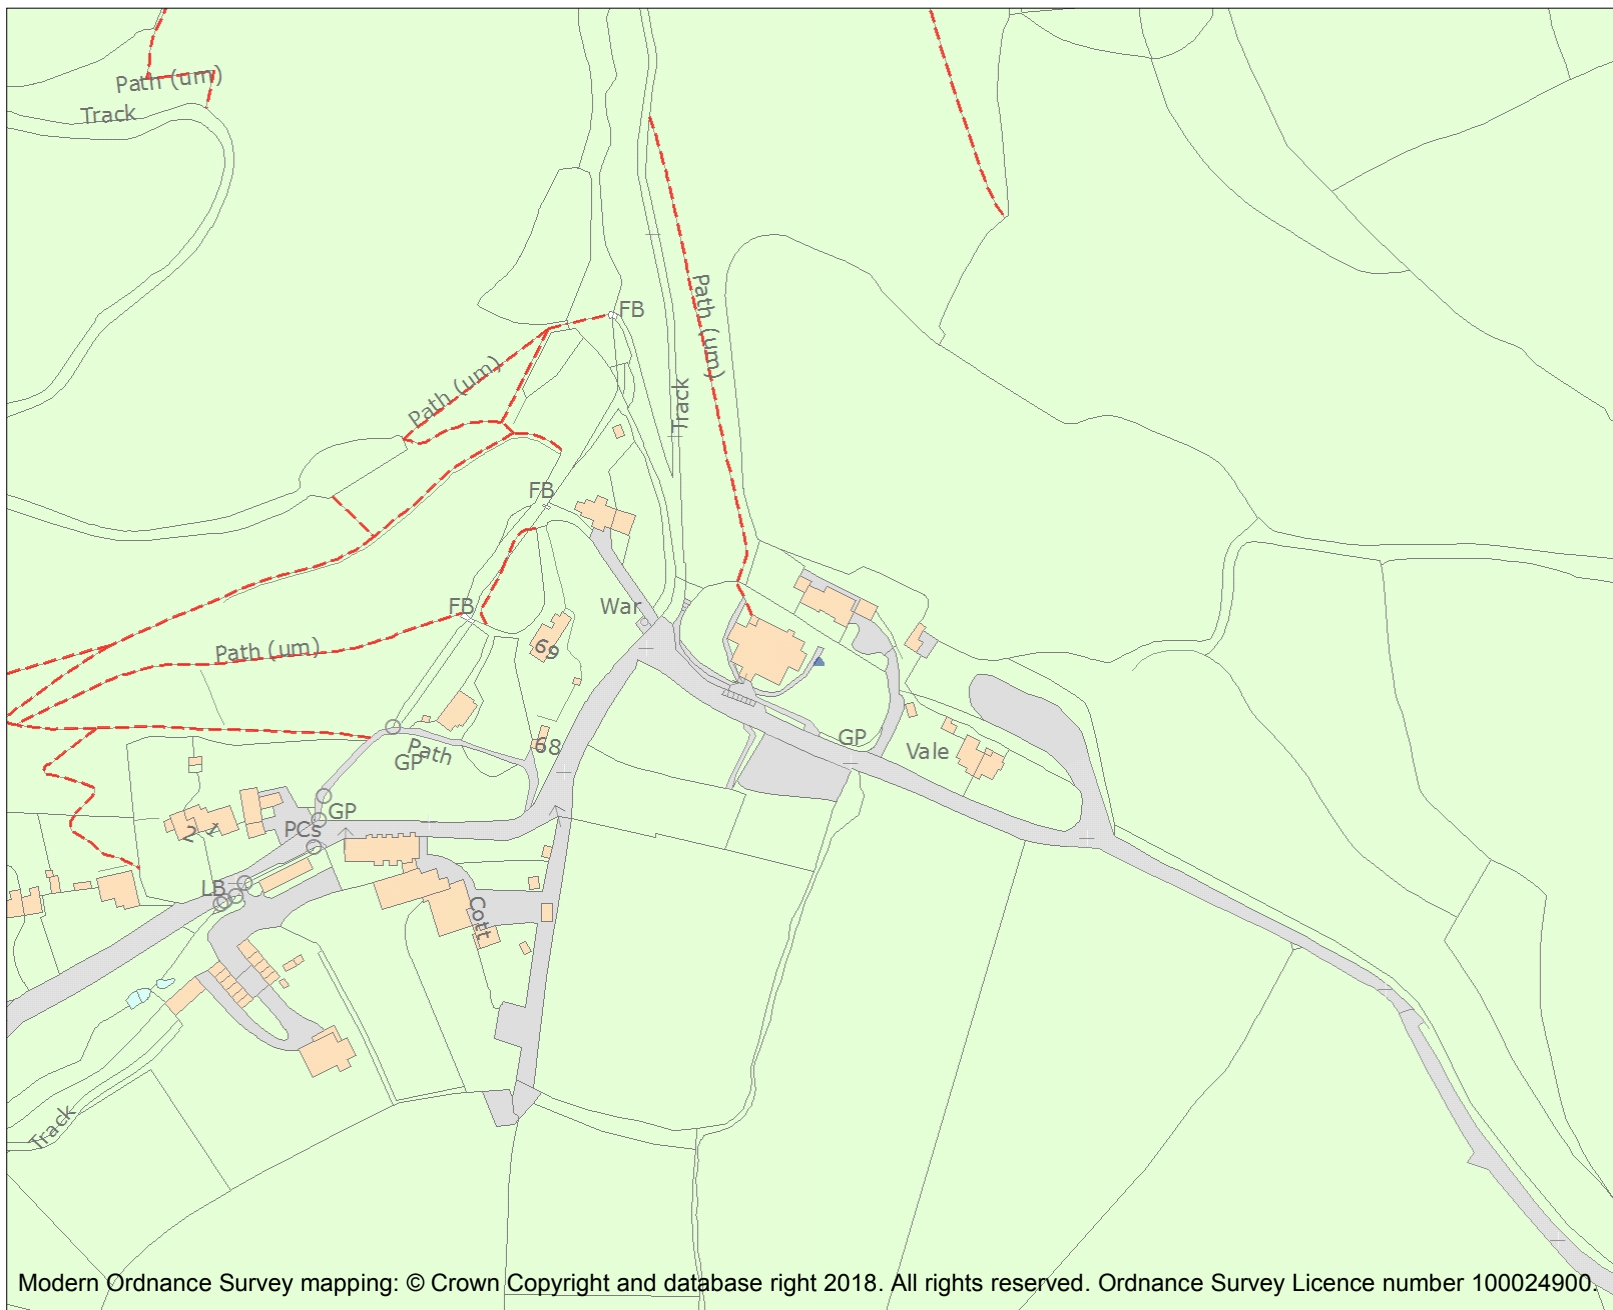 Path (um)
Track
FB
Path (um)
Path (um)
Track
FB
FB
War
Path (um)
69
Path
GP
68
GP
Vale
GP
PCs
2
1
LB
Cott
Track
Modern Ordnance Survey mapping: © Crown Copyright and database right 2018. All rights reserved. Ordnance Survey Licence number 100024900.